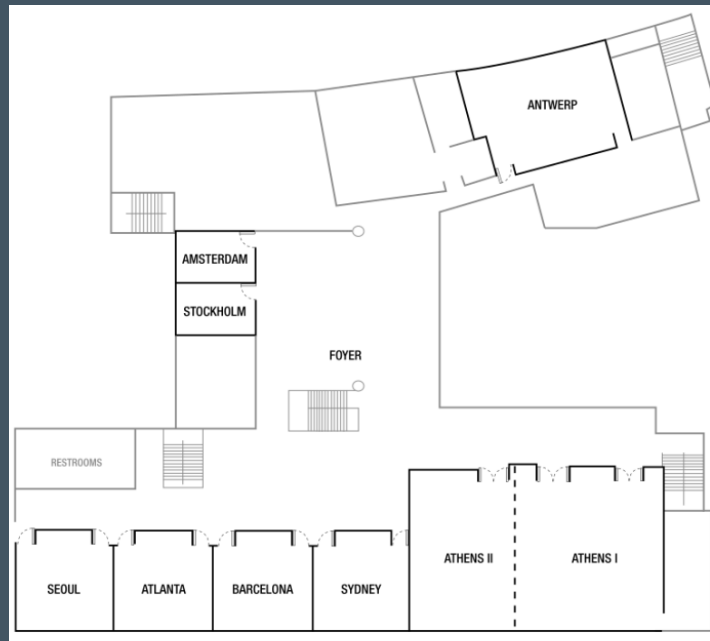 ANTWERP
AMSTERDAM
STOCKHOLM
FOYER
RESTROOMS
ATHENS II
ATHENS I
SEOUL
ATLANTA
BARCELONA
SYDNEY